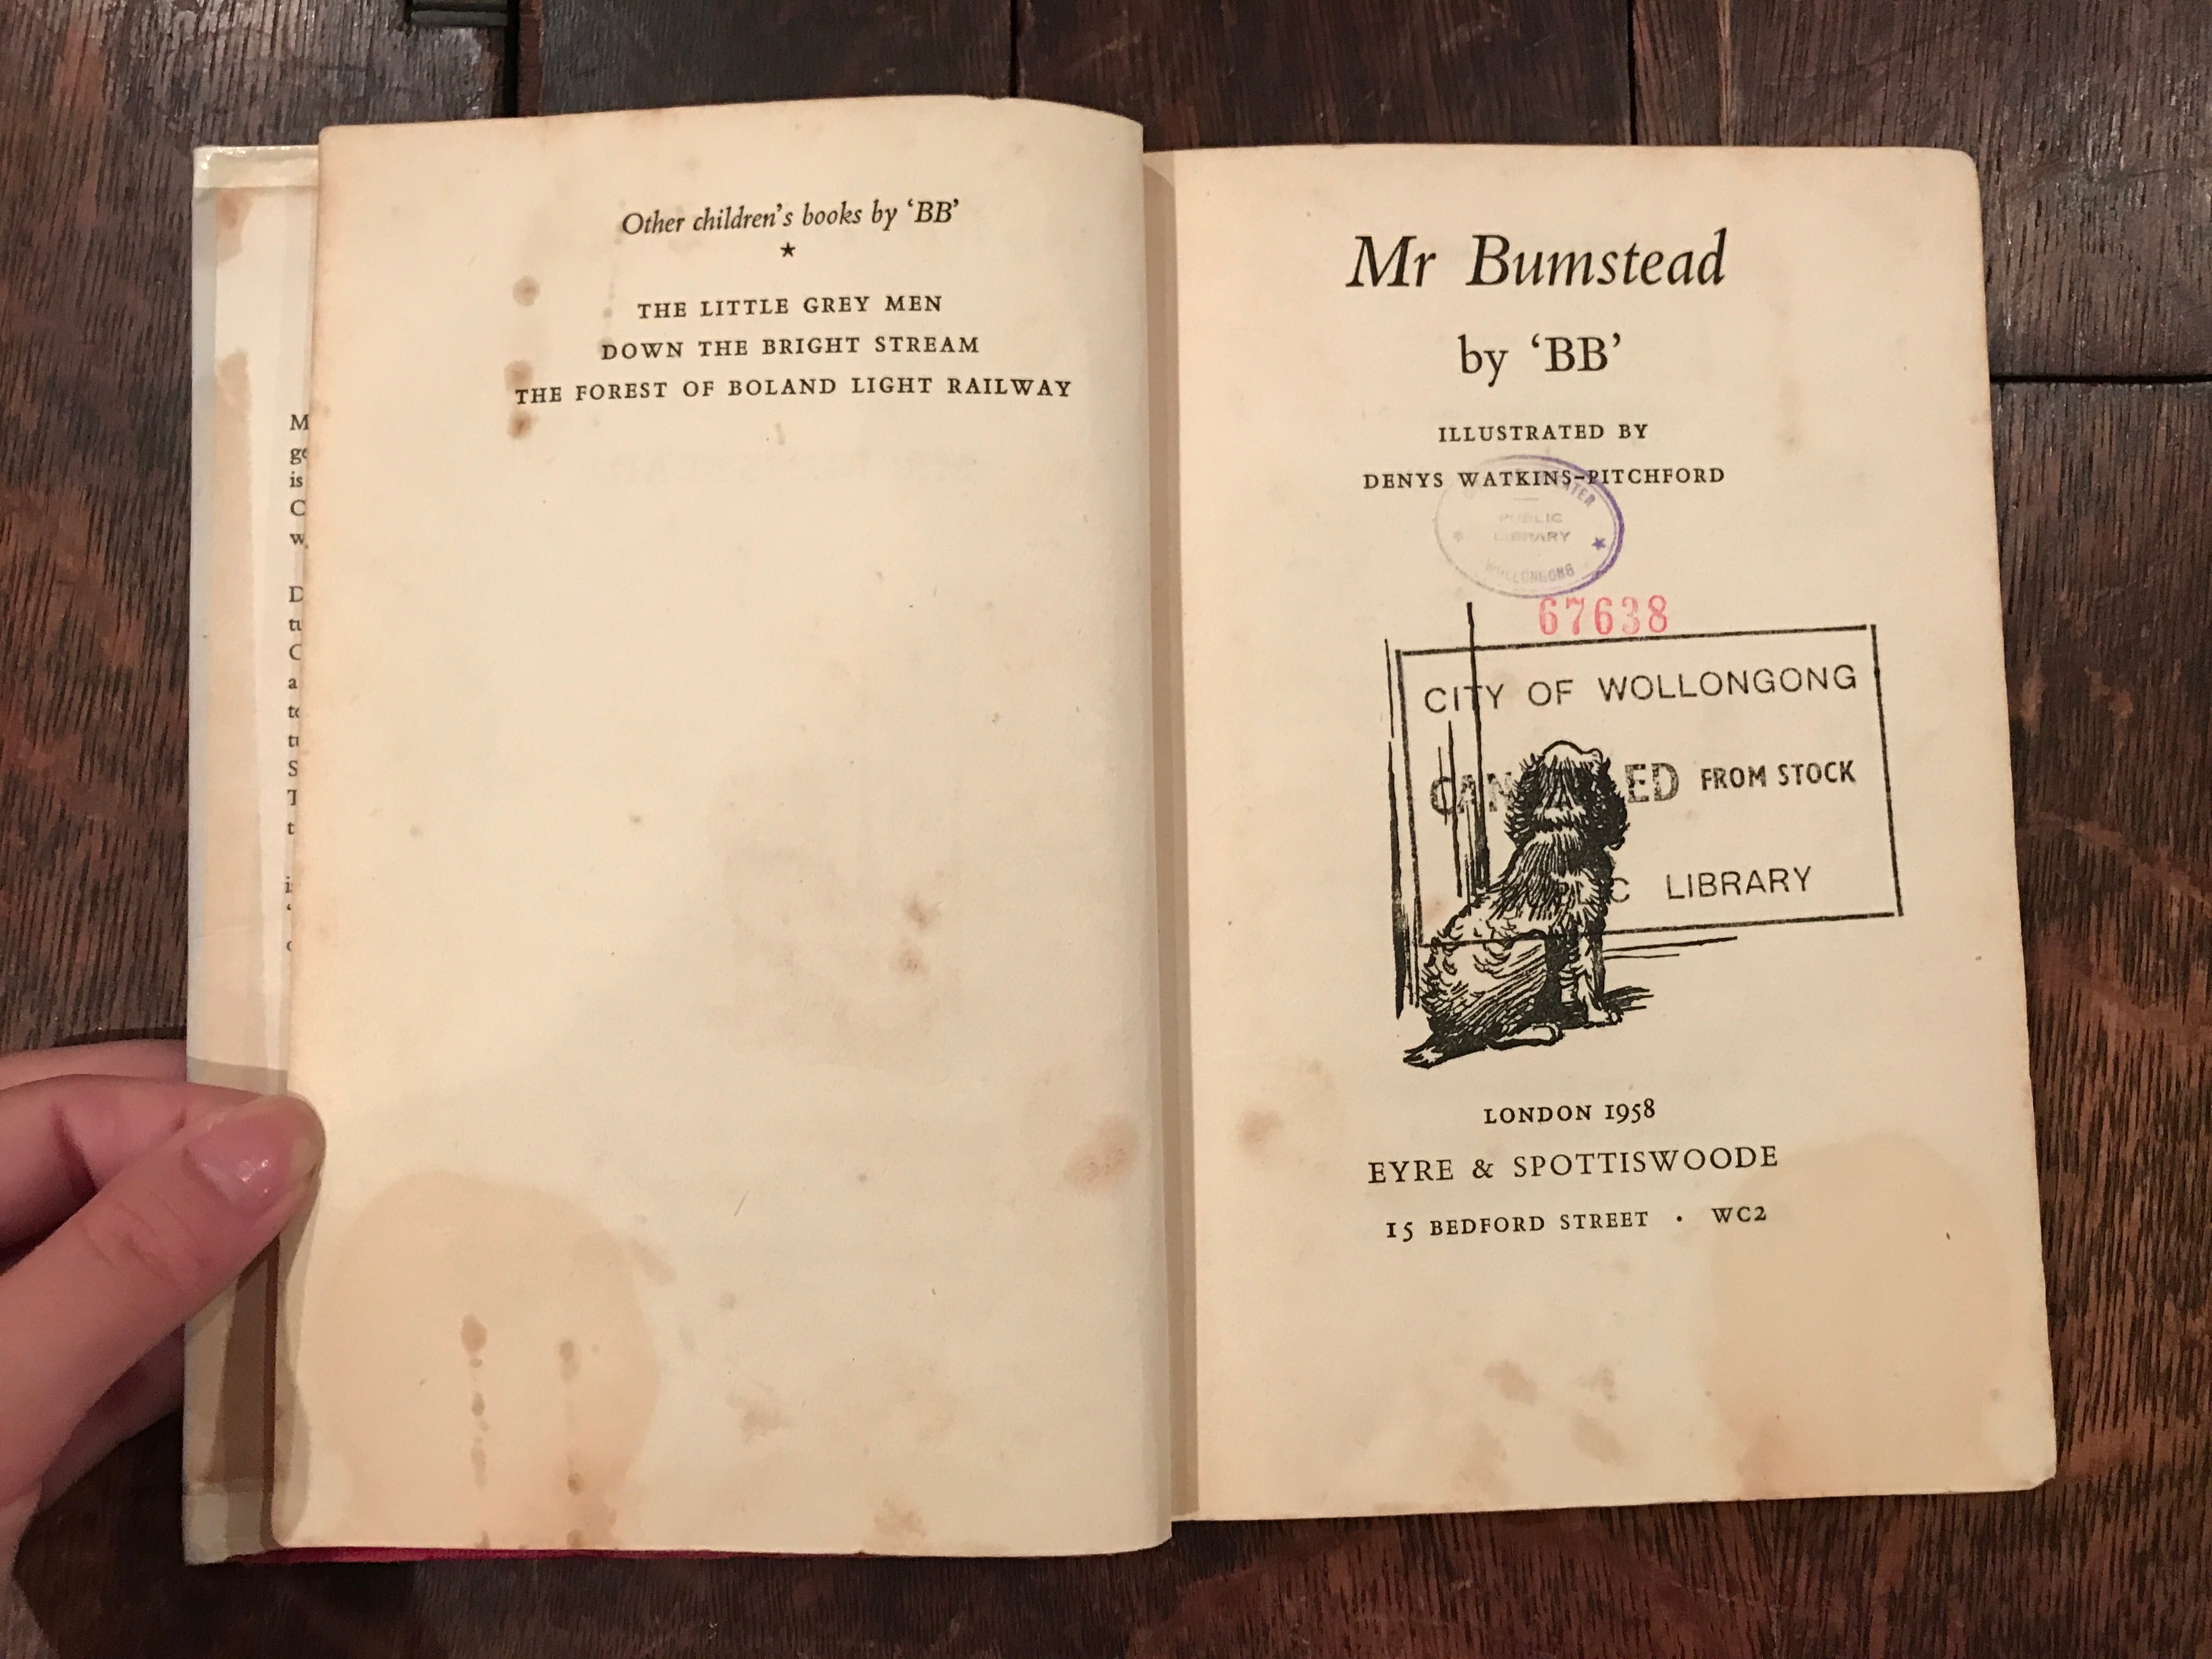 Other children's books by 'BB'
★
THE LITTLE GREY MEN
DOWN THE BRIGHT STREAM
THE FOREST OF BOLAND LIGHT RAILWAY
Mr Bumstead
by 'BB'
ILLUSTRATED BY
DENYS WATKINS-PITCHFORD
PUBLIC
LIBRARY
WOLLONGONG
67638
CITY OF WOLLONGONG
CANCELLED FROM STOCK
PUBLIC LIBRARY
LONDON 1958
EYRE & SPOTTISWOODE
15 BEDFORD STREET · WC2